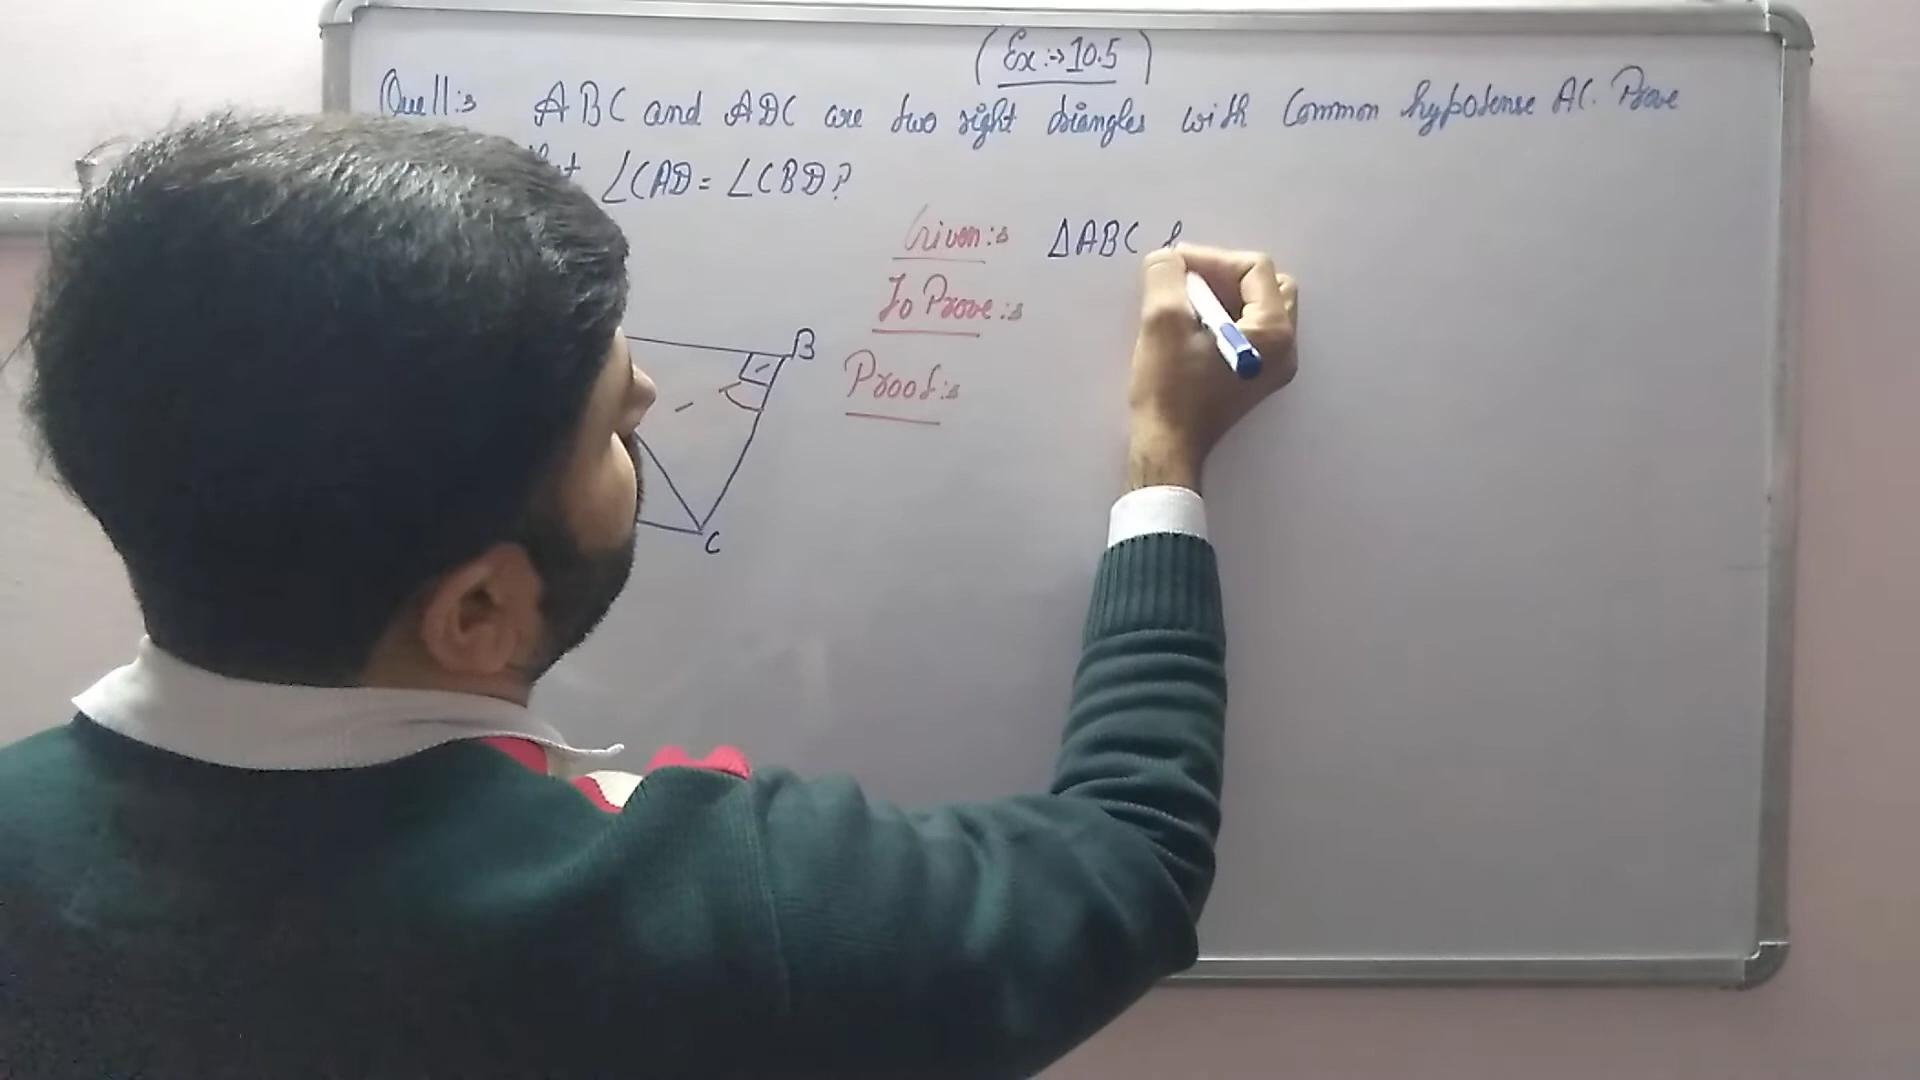 (Ex :→ 10.5)
Que11:→ ABC and ADC are two right triangles with Common hypotense AC. Prove
∠CAD = ∠CBD?
Given:→ ΔABC &
To Prove:→
B
Proof:→
C